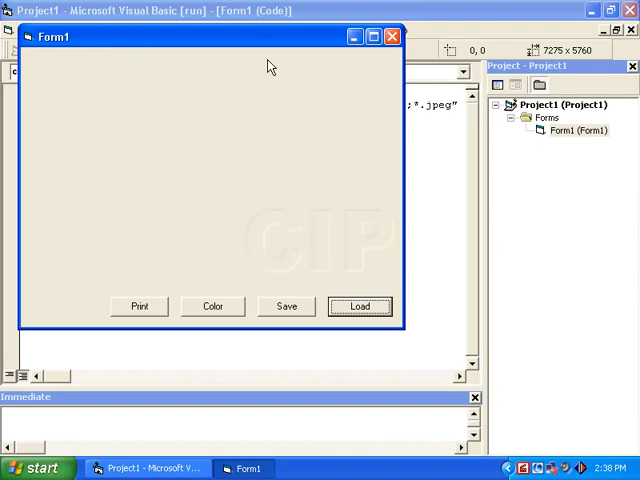 Project1 - Microsoft Visual Basic [run] - [Form1 (Code)]
Form1
0, 0
7275 x 5760
Project - Project1
;*.jpeg"
Project1 (Project1)
Forms
Form1 (Form1)
CIP
Print
Color
Save
Load
Immediate
start
Project1 - Microsoft V...
Form1
2:38 PM